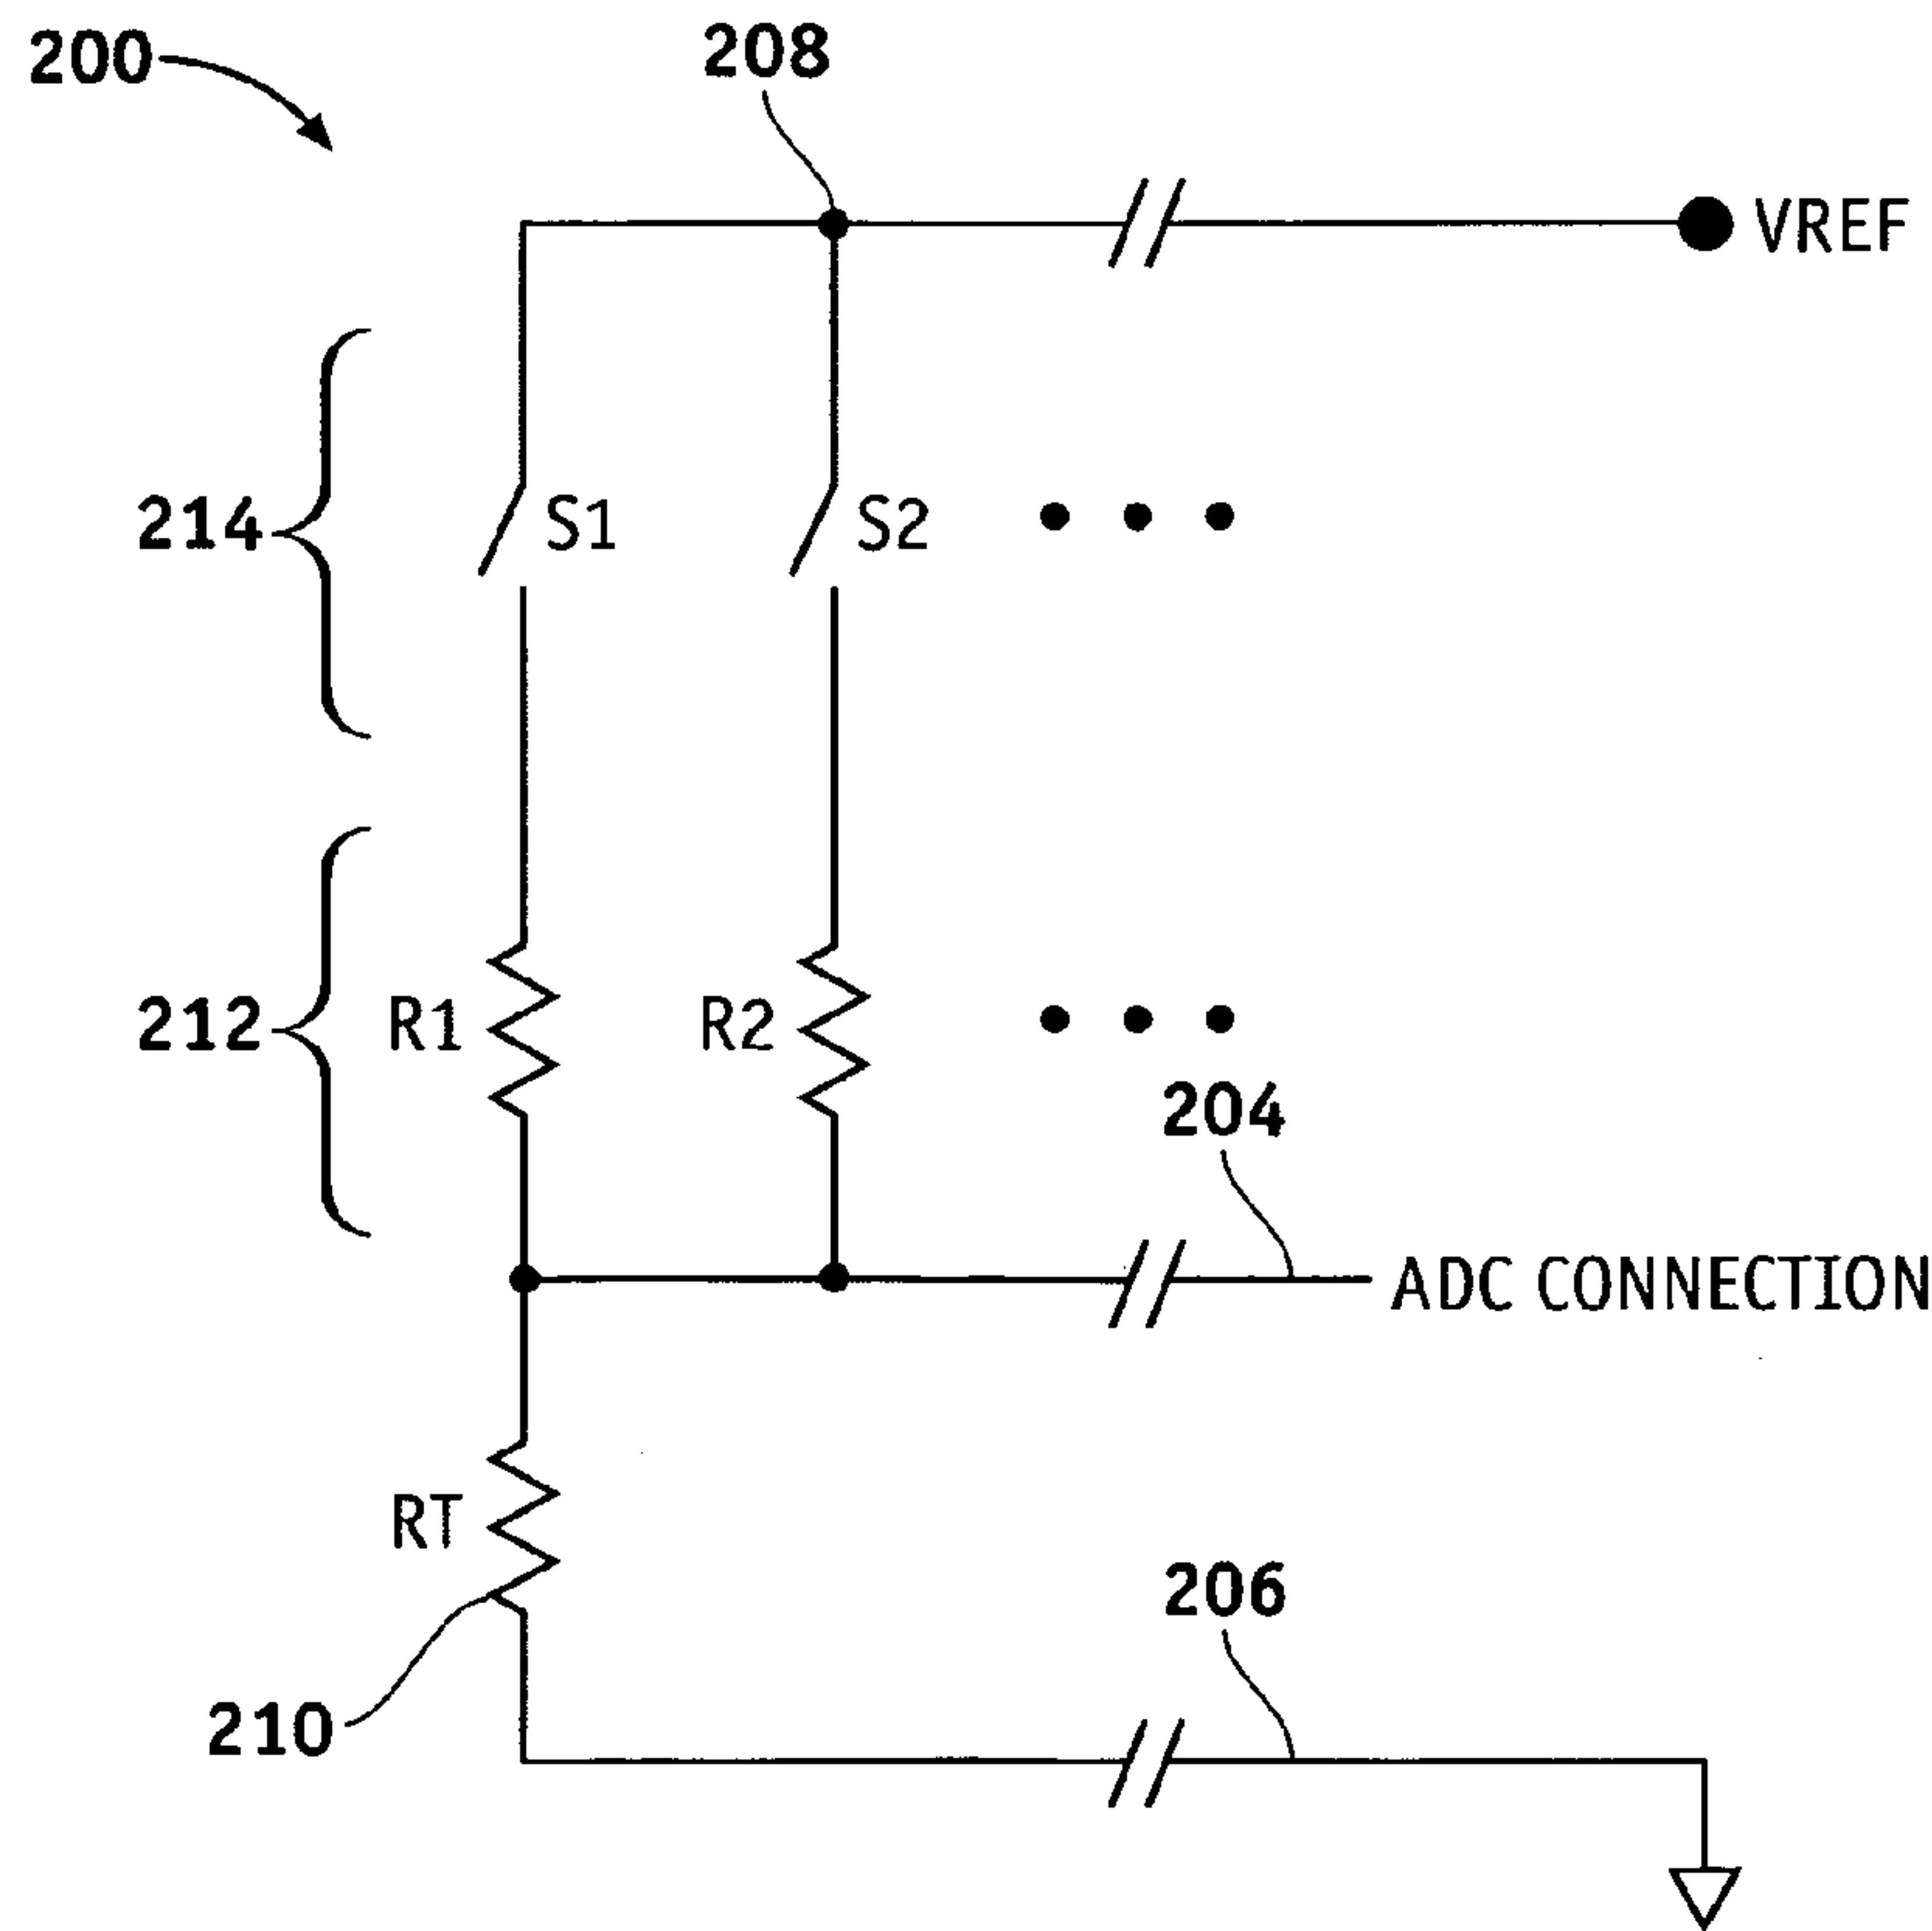 200
208
VREF
214
S1
S2
212
R1
R2
204
ADC CONNECTION
RT
206
210